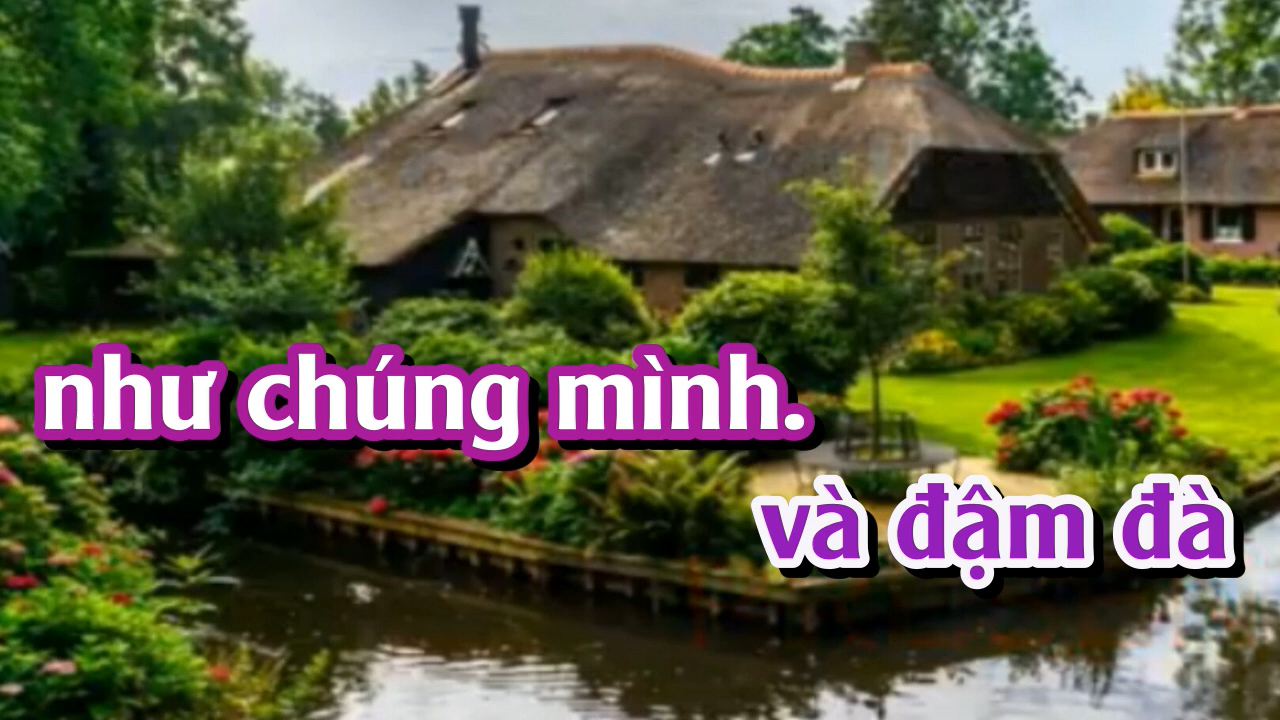 như chúng mình.
và đậm đà